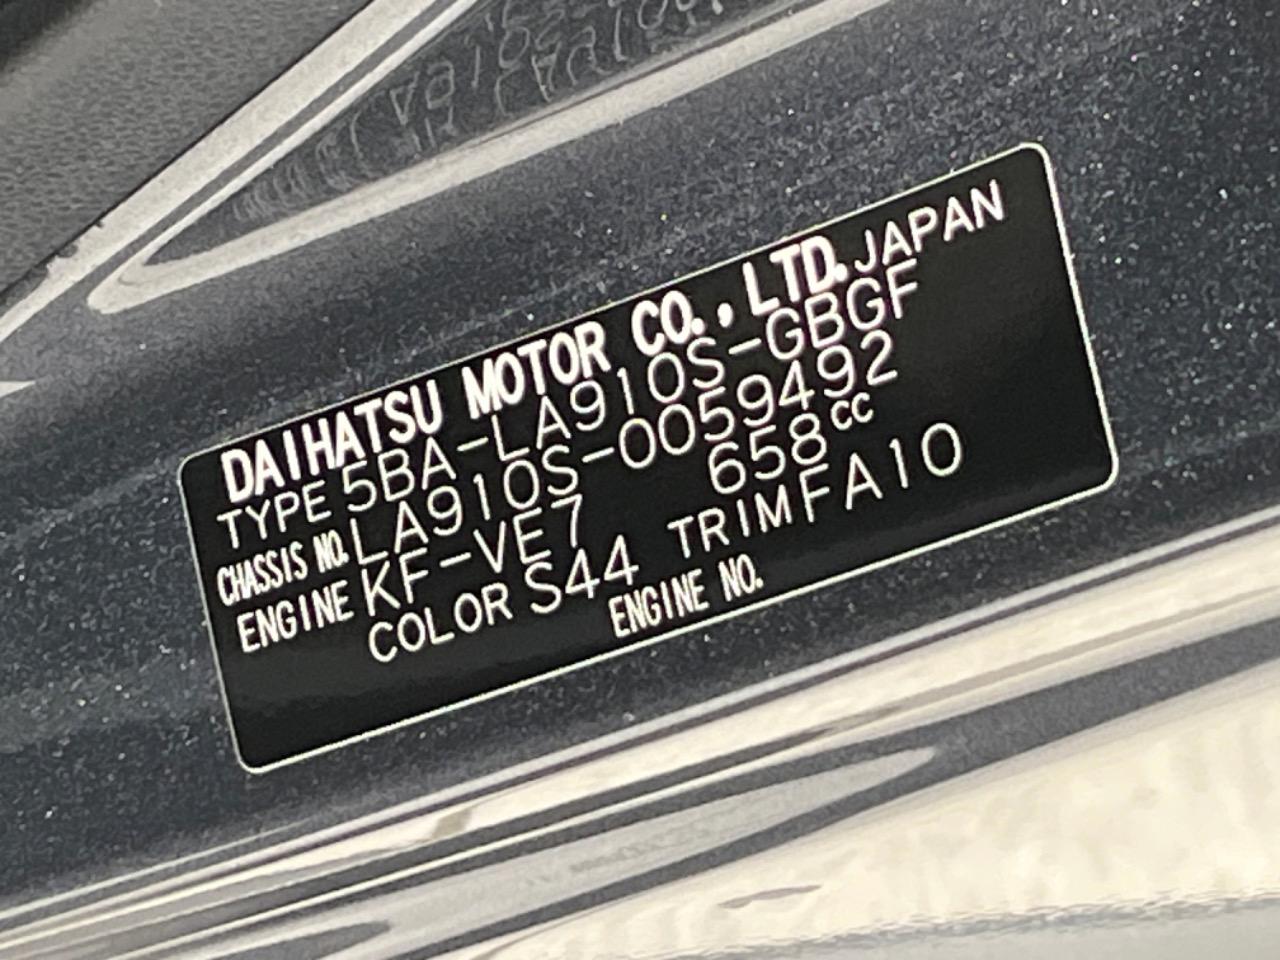 DAIHATSU MOTOR CO., LTD. JAPAN
TYPE 5BA-LA910S-GBGF
CHASSIS NO. LA910S-0059492
ENGINE KF-VE7 658cc
COLOR S44 TRIM FA10
ENGINE NO.